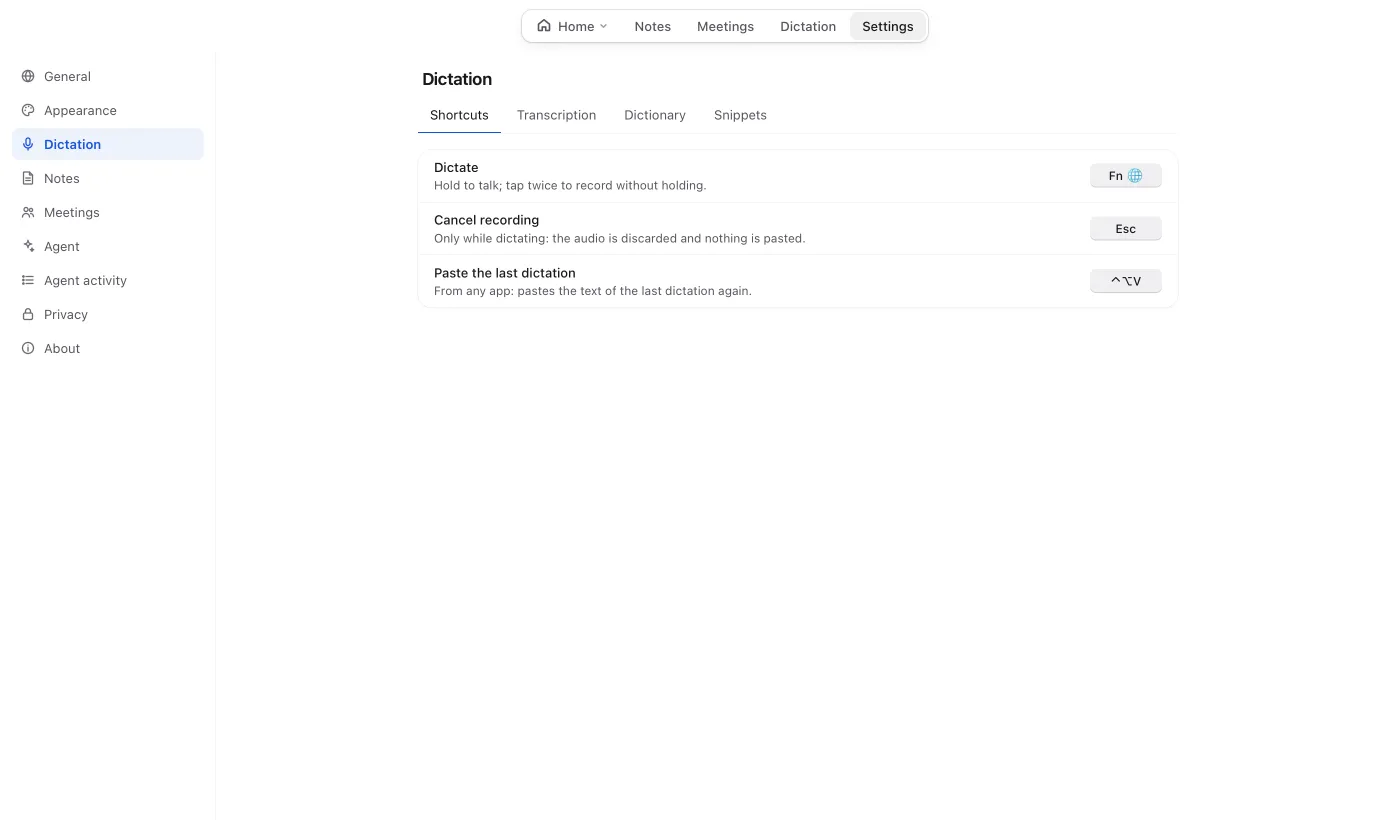 Home
Notes
Meetings
Dictation
Settings
General
Appearance
Dictation
Notes
Meetings
Agent
Agent activity
Privacy
About
Dictation
Shortcuts
Transcription
Dictionary
Snippets
Dictate
Hold to talk; tap twice to record without holding.
Fn 🌐
Cancel recording
Only while dictating: the audio is discarded and nothing is pasted.
Esc
Paste the last dictation
From any app: pastes the text of the last dictation again.
⌃⌥V